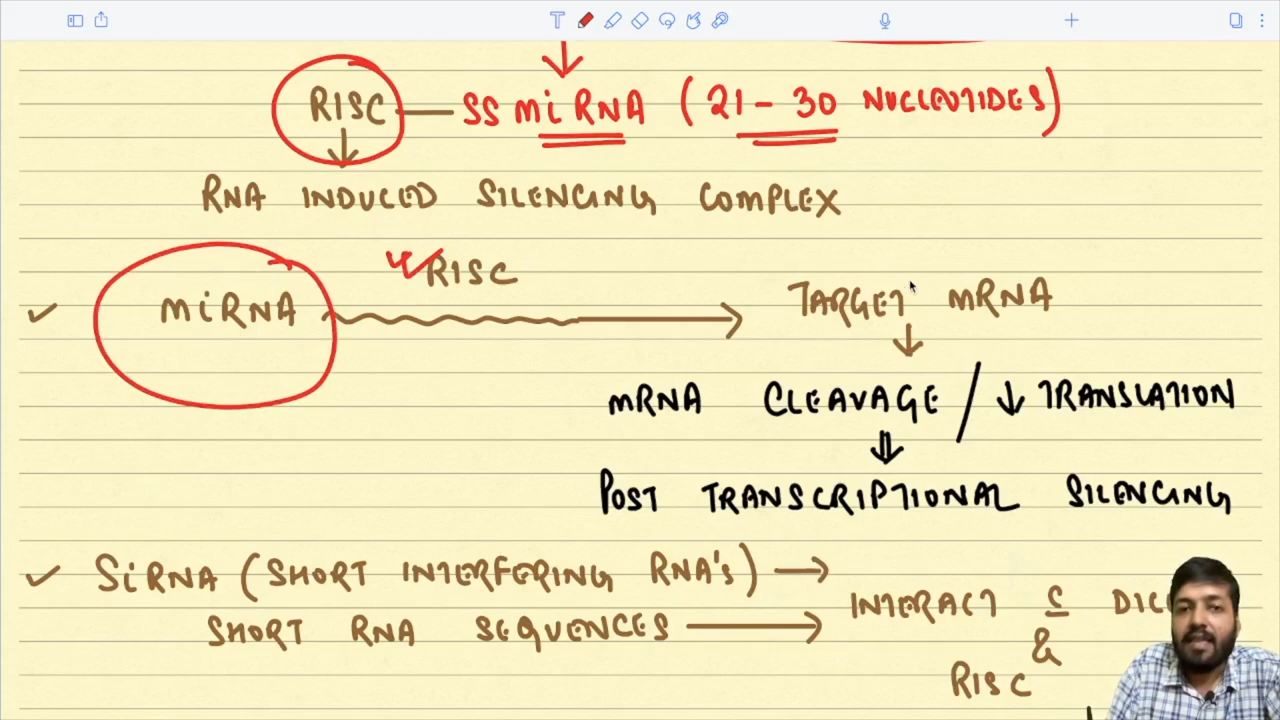 RISC — SS miRNA (21 - 30 NUCLEOTIDES)
RNA INDUCED SILENCING COMPLEX
RISC
miRNA
TARGET mRNA
mRNA CLEAVAGE / ↓ TRANSLATION
POST TRANSCRIPTIONAL SILENCING
SiRNA (SHORT INTERFERING RNA's) →
SHORT RNA SEQUENCES →
INTERACT c̲
&
RISC